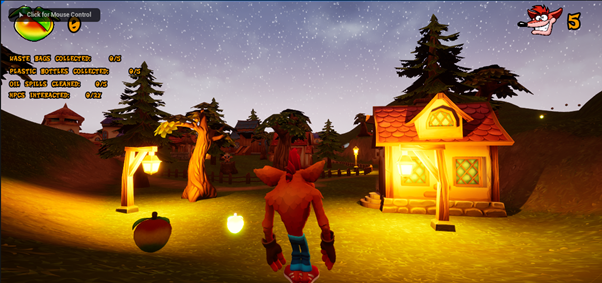 Click for Mouse Control
6
5
WASTE BAGS COLLECTED: 0/5
PLASTIC BOTTLES COLLECTED: 0/5
OIL SPILLS CLEANED: 0/5
NPCS INTERACTED: 0/27